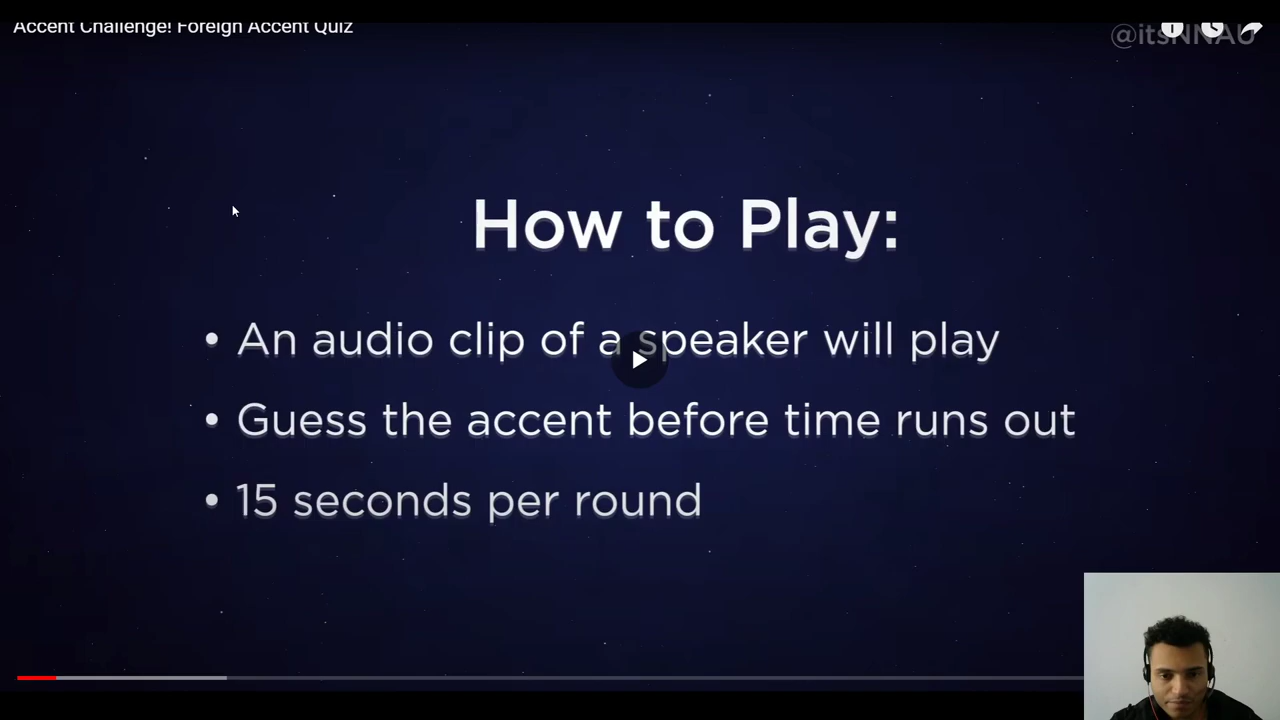 Accent Challenge! Foreign Accent Quiz
@itsNNAU
How to Play:
• An audio clip of a speaker will play
• Guess the accent before time runs out
• 15 seconds per round